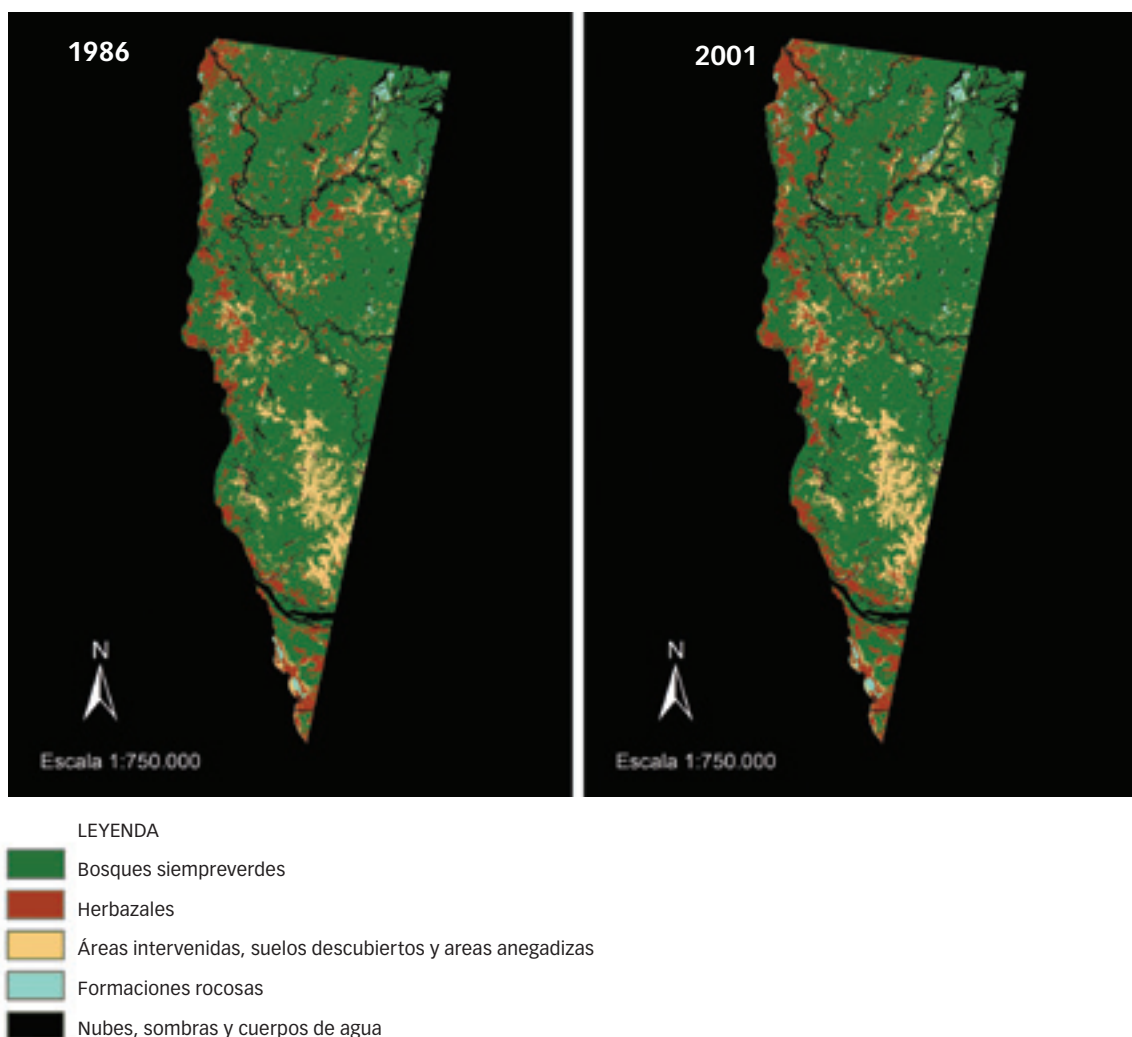 1986
2001
N
N
Escala 1:750.000
Escala 1:750.000
LEYENDA
Bosques siempreverdes
Herbazales
Áreas intervenidas, suelos descubiertos y areas anegadizas
Formaciones rocosas
Nubes, sombras y cuerpos de agua